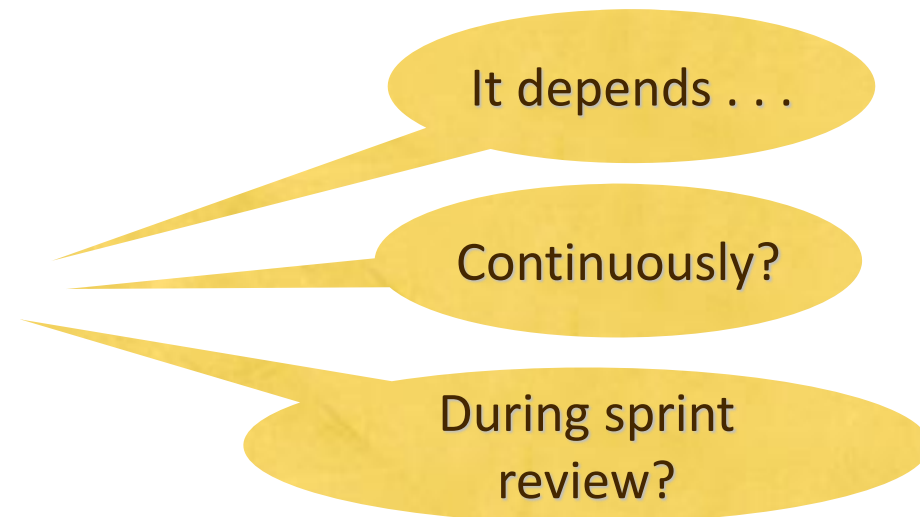 It depends . . .
Continuously?
During sprint
review?